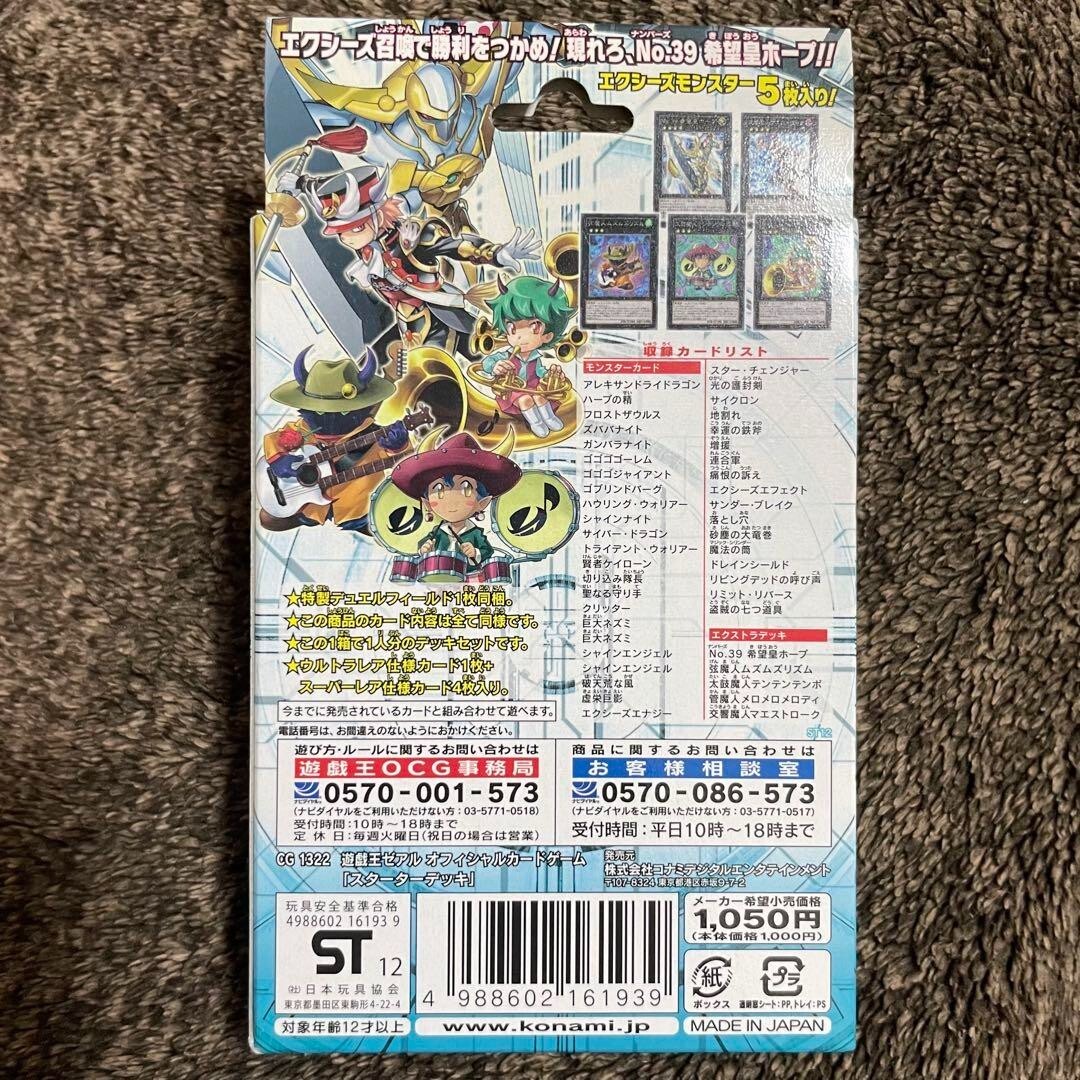 エクシーズ召喚で勝利をつかめ!現れろ、No.39 希望皇ホープ!!
エクシーズモンスター5枚入り!
収録カードリスト
モンスターカード
アレキサンドライドラゴン
ハープの精
フロストザウルス
ズババナイト
ガンバラナイト
ゴゴゴゴーレム
ゴゴゴジャイアント
ゴブリンドバーグ
ハウリング・ウォリアー
シャインナイト
サイバー・ドラゴン
トライデント・ウォリアー
賢者ケイローン
切り込み隊長
聖なる守り手
クリッター
巨大ネズミ
巨大ネズミ
シャインエンジェル
シャインエンジェル
破天荒な風
虚栄巨影
エクシーズエナジー
スター・チェンジャー
光の護封剣
サイクロン
地割れ
幸運の鉄斧
増援
連合軍
痛恨の訴え
エクシーズエフェクト
サンダー・ブレイク
落とし穴
砂塵の大竜巻
魔法の筒
ドレインシールド
リビングデッドの呼び声
リミット・リバース
盗賊の七つ道具
エクストラデッキ
No.39 希望皇ホープ
弦魔人ムズムズリズム
太鼓魔人テンテンテンポ
管魔人メロメロメロディ
交響魔人マエストローク
ST12
★特製デュエルフィールド1枚同梱。
★この商品のカード内容は全て同様です。
★この1箱で1人分のデッキセットです。
★ウルトラレア仕様カード1枚+
スーパーレア仕様カード4枚入り。
今までに発売されているカードと組み合わせて遊べます。
電話番号は、お間違えのないようにおかけください。
遊び方・ルールに関するお問い合わせは
遊戯王OCG事務局
ナビダイヤル 0570-001-573
(ナビダイヤルをご利用いただけない方:03-5771-0518)
受付時間:10時~18時まで
定 休 日:毎週火曜日(祝日の場合は営業)
商品に関するお問い合わせは
お客様相談室
ナビダイヤル 0570-086-573
(ナビダイヤルをご利用いただけない方:03-5771-0517)
受付時間:平日10時~18時まで
CG 1322 遊戯王ゼアル オフィシャルカードゲーム
「スターターデッキ」
発売元
株式会社コナミデジタルエンタテインメント
〒107-8324 東京都港区赤坂9-7-2
玩具安全基準合格
4988602 16193 9
ST 12
(社)日本玩具協会
東京都墨田区東駒形4-22-4
対象年齢12才以上
4 988602 161939
www.konami.jp
メーカー希望小売価格
1,050円
(本体価格1,000円)
紙
ボックス
プラ
透明窓シート:PP,トレイ:PS
MADE IN JAPAN